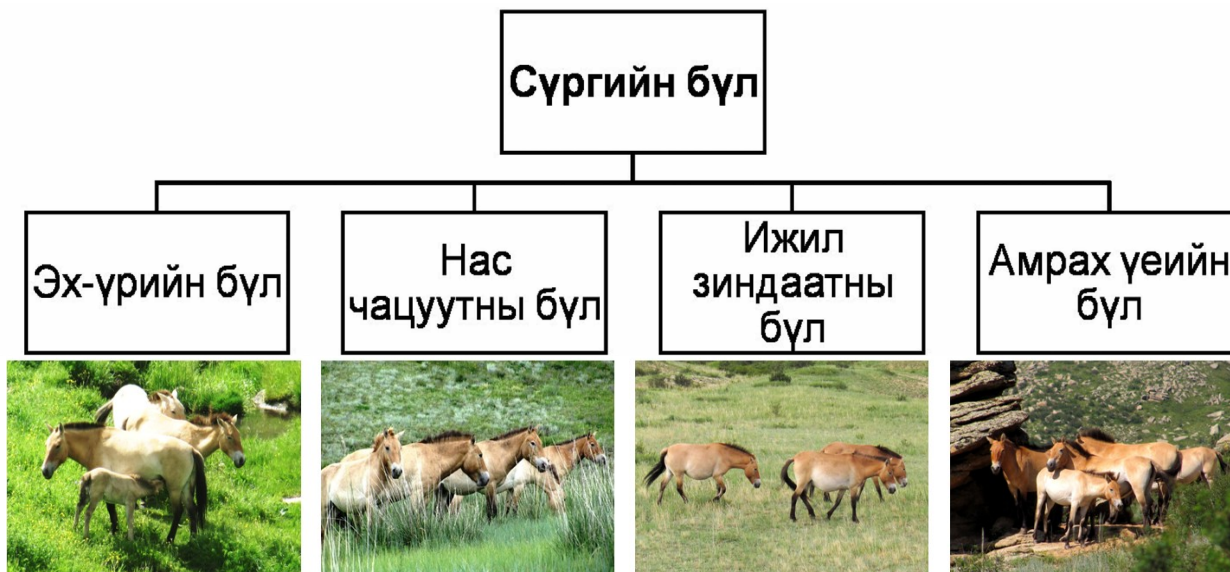 Сүргийн бүл
Эх-үрийн бүл
Нас
чацуутны бүл
Ижил
зиндаатны
бүл
Амрах үеийн
бүл